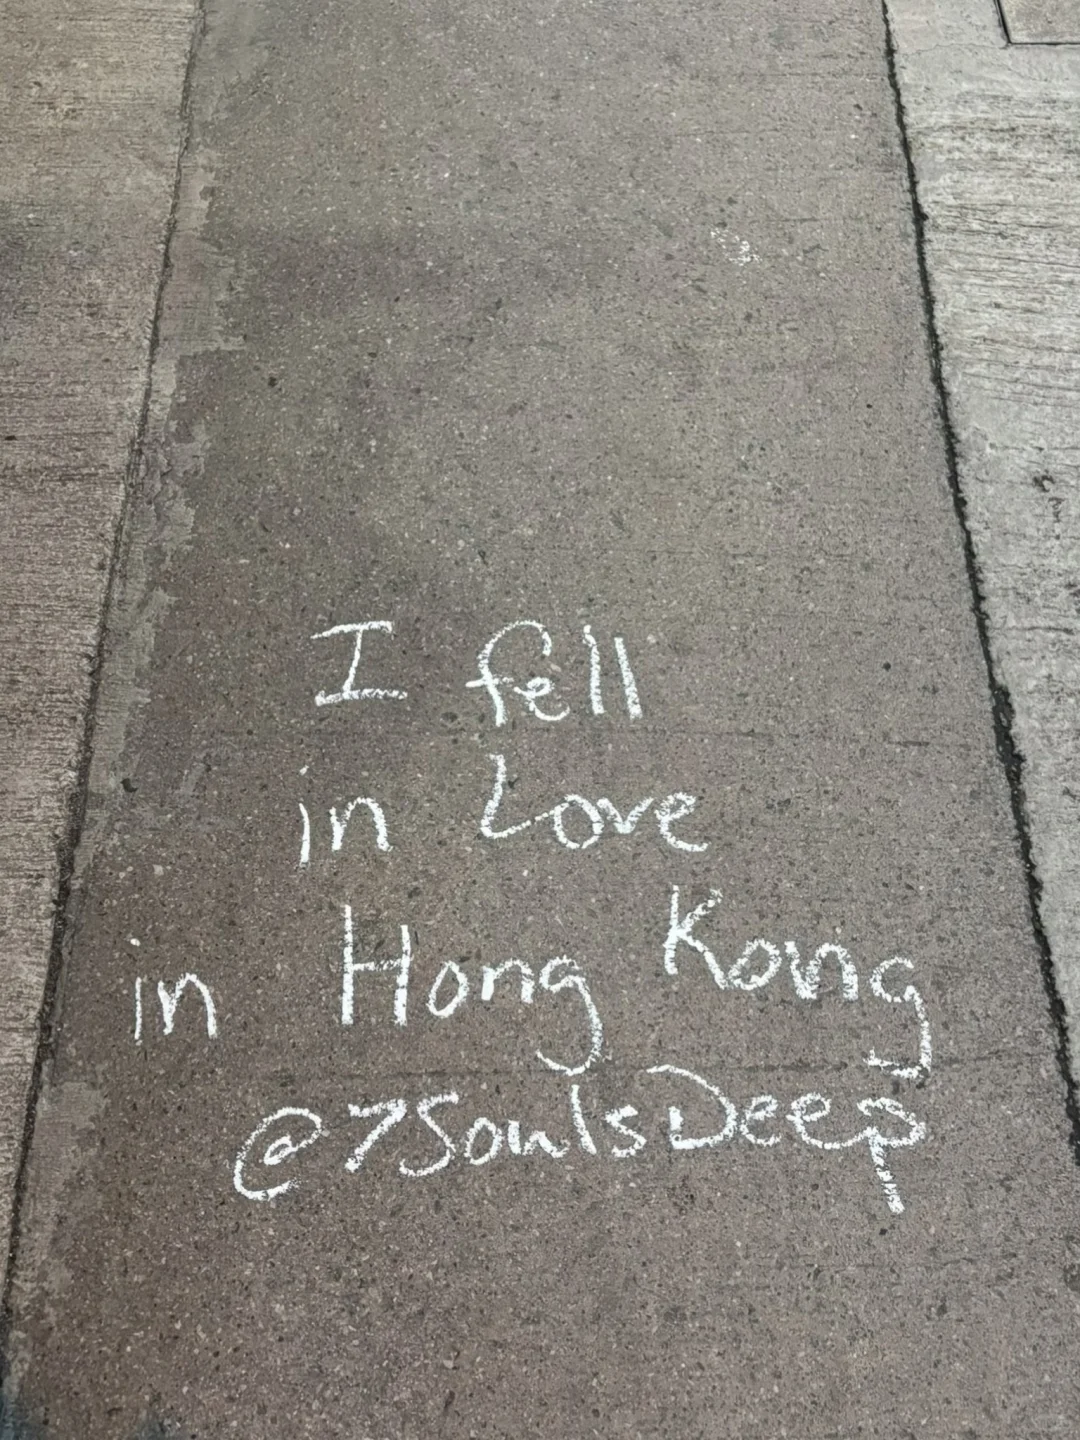 I fell
in Love
in Hong Kong
@7SoulsDeep